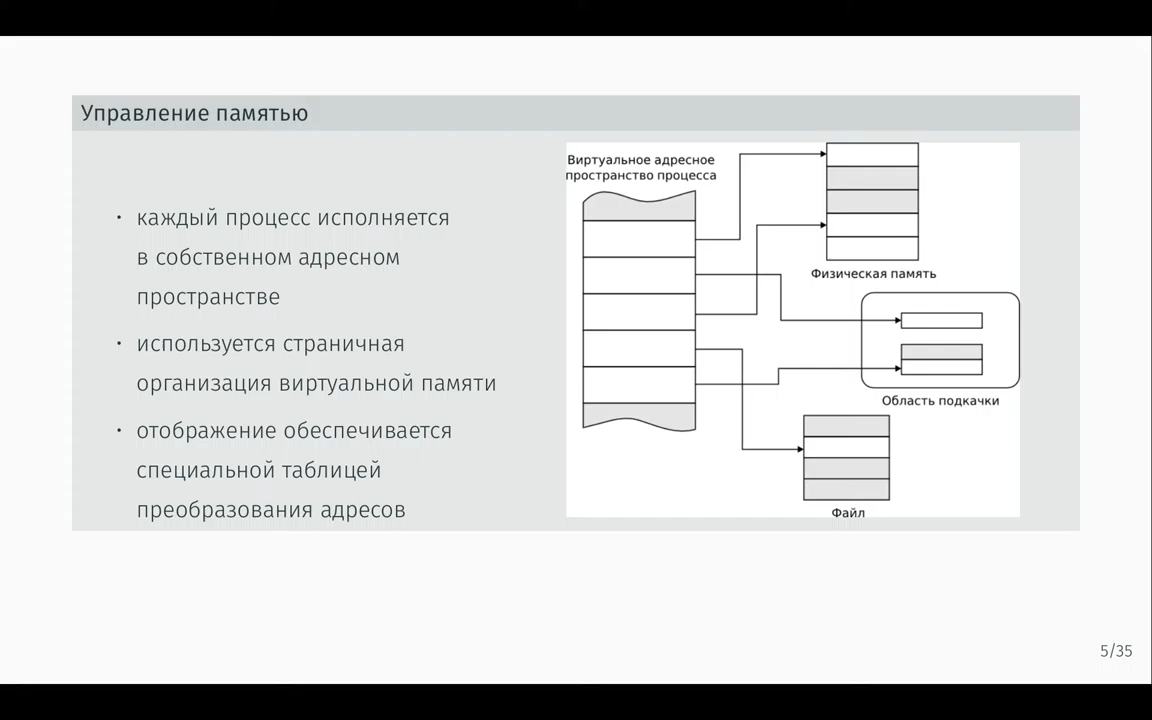 Управление памятью
• каждый процесс исполняется
в собственном адресном
пространстве
• используется страничная
организация виртуальной памяти
• отображение обеспечивается
специальной таблицей
преобразования адресов
Виртуальное адресное
пространство процесса
Физическая память
Область подкачки
Файл
5/35